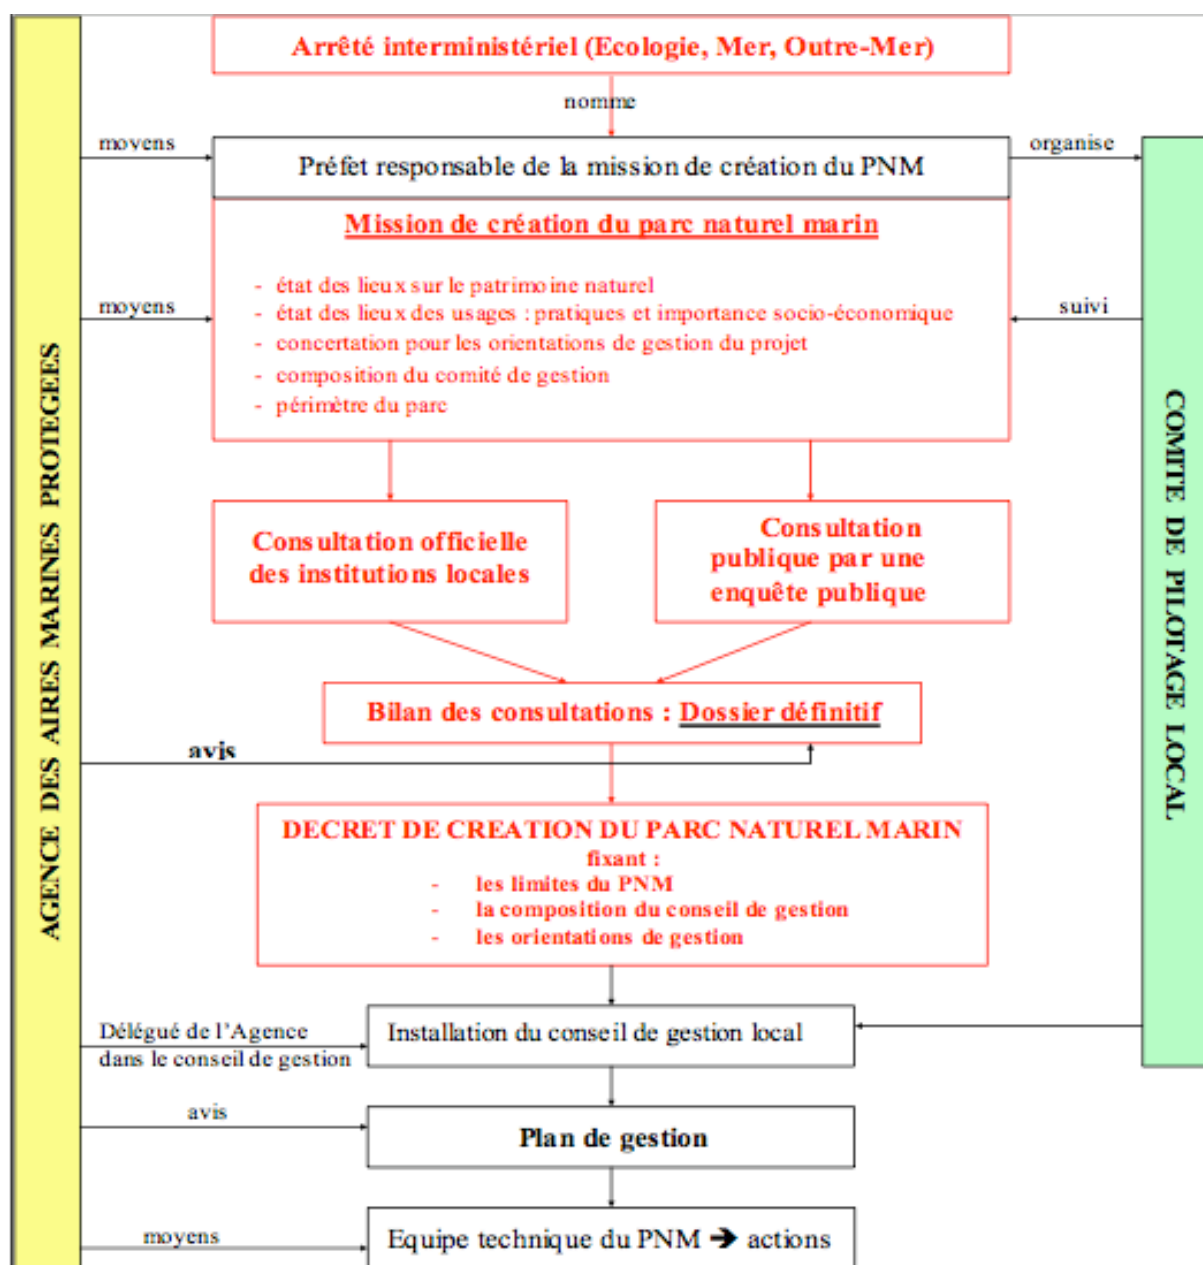 Arrêté interministériel (Ecologie, Mer, Outre-Mer)
nomme
moyens
Préfet responsable de la mission de création du PNM
organise
Mission de création du parc naturel marin
- état des lieux sur le patrimoine naturel
- état des lieux des usages : pratiques et importance socio-économique
- concertation pour les orientations de gestion du projet
- composition du comité de gestion
- périmètre du parc
moyens
suivi
AGENCE DES AIRES MARINES PROTEGEES
COMITE DE PILOTAGE LOCAL
Consultation officielle
des institutions locales
Consultation
publique par une
enquête publique
Bilan des consultations : Dossier définitif
avis
DECRET DE CREATION DU PARC NATUREL MARIN
fixant :
- les limites du PNM
- la composition du conseil de gestion
- les orientations de gestion
Délégué de l'Agence
dans le conseil de gestion
Installation du conseil de gestion local
avis
Plan de gestion
moyens
Equipe technique du PNM ➔ actions